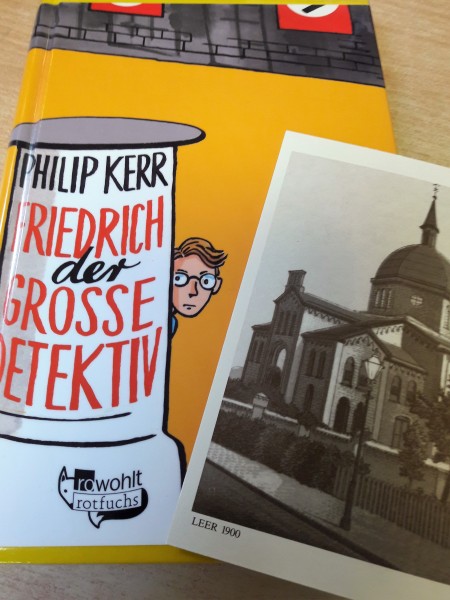 PHILIP KERR
FRIEDRICH
der
GROSSE
DETEKTIV
rowohlt
rotfuchs
LEER 1900